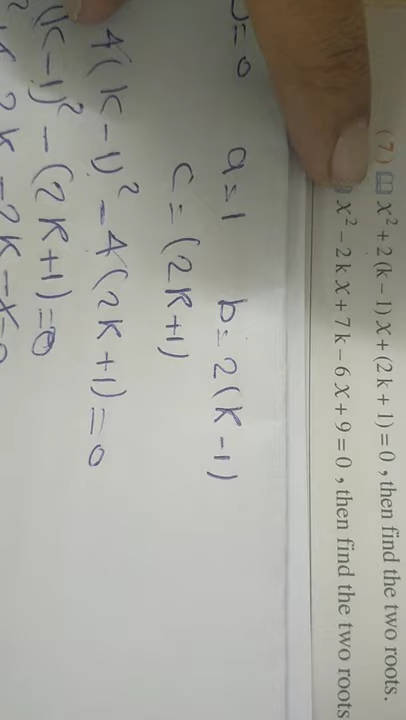 (7) x² + 2 (k – 1) x + (2 k + 1) = 0 , then find the two roots.
x² – 2 k x + 7 k – 6 x + 9 = 0 , then find the two roots
= 0
a = 1 b = 2 (k - 1)
c = (2k + 1)
4(k - 1)² - 4(2k + 1) = 0
(k - 1)² - (2k + 1) = 0